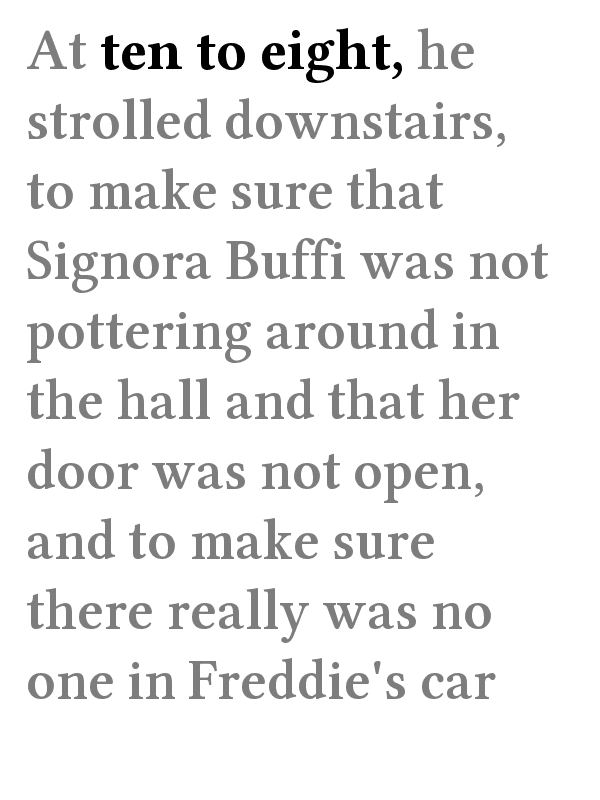 At ten to eight, he
strolled downstairs,
to make sure that
Signora Buffi was not
pottering around in
the hall and that her
door was not open,
and to make sure
there really was no
one in Freddie's car